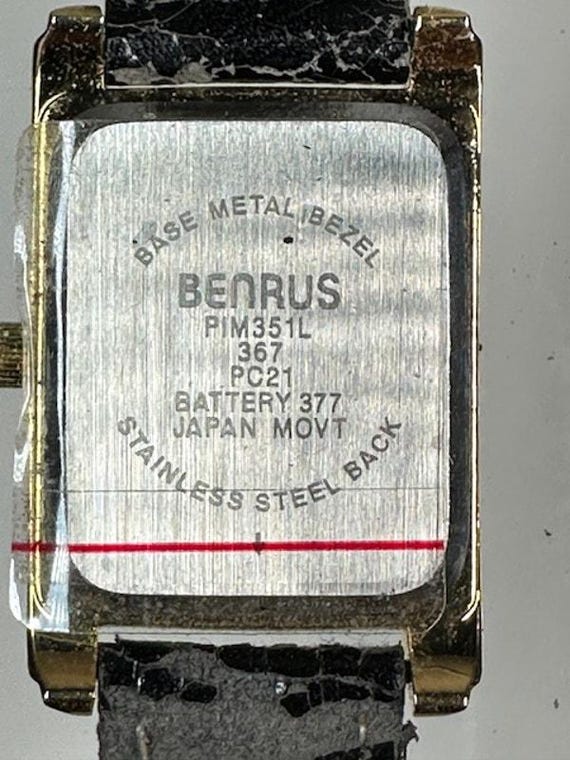 BASE METAL BEZEL
BENRUS
PIM351L
367
PC21
BATTERY 377
JAPAN MOVT
STAINLESS STEEL BACK